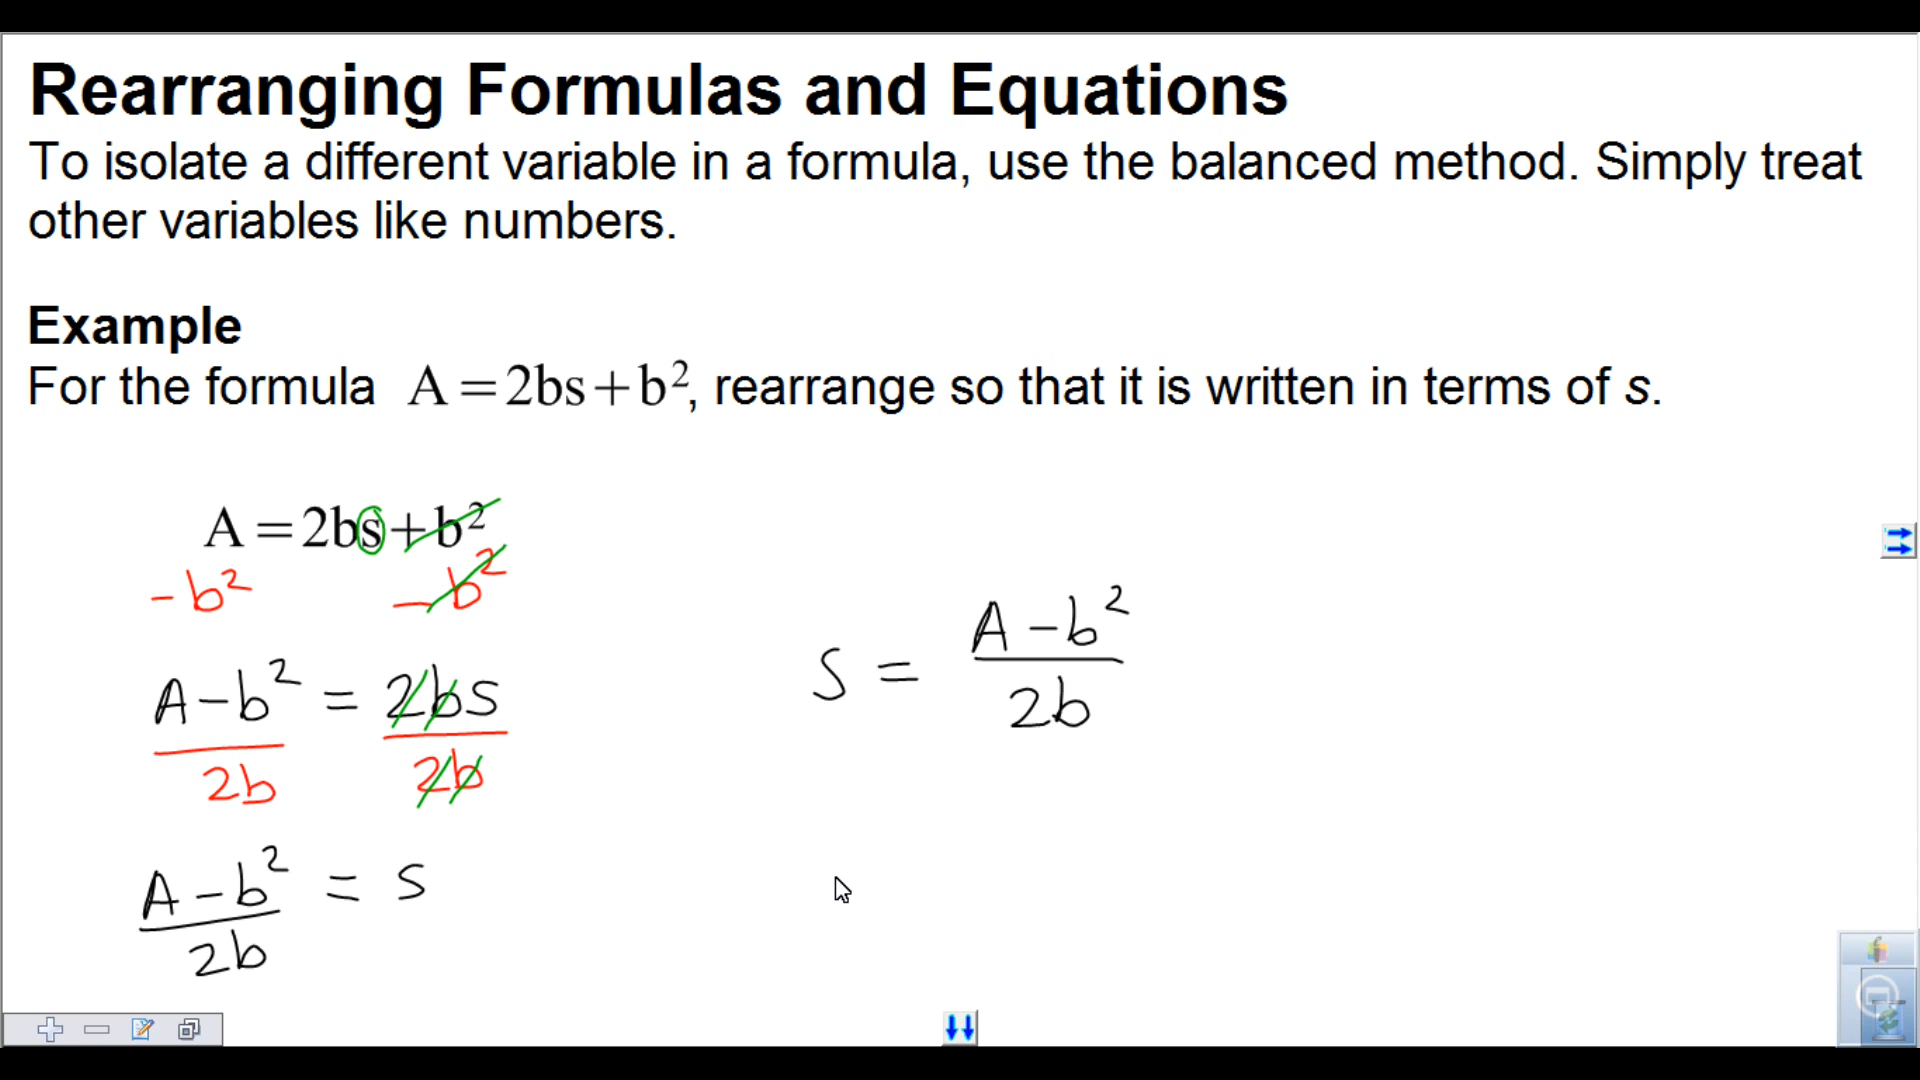 Rearranging Formulas and Equations
To isolate a different variable in a formula, use the balanced method. Simply treat
other variables like numbers.
Example
For the formula A=2bs+b², rearrange so that it is written in terms of s.
A=2bs+b²
-b² -b²
A-b² = 2bs
2b 2b
A-b² = s
2b
s = A-b²
2b